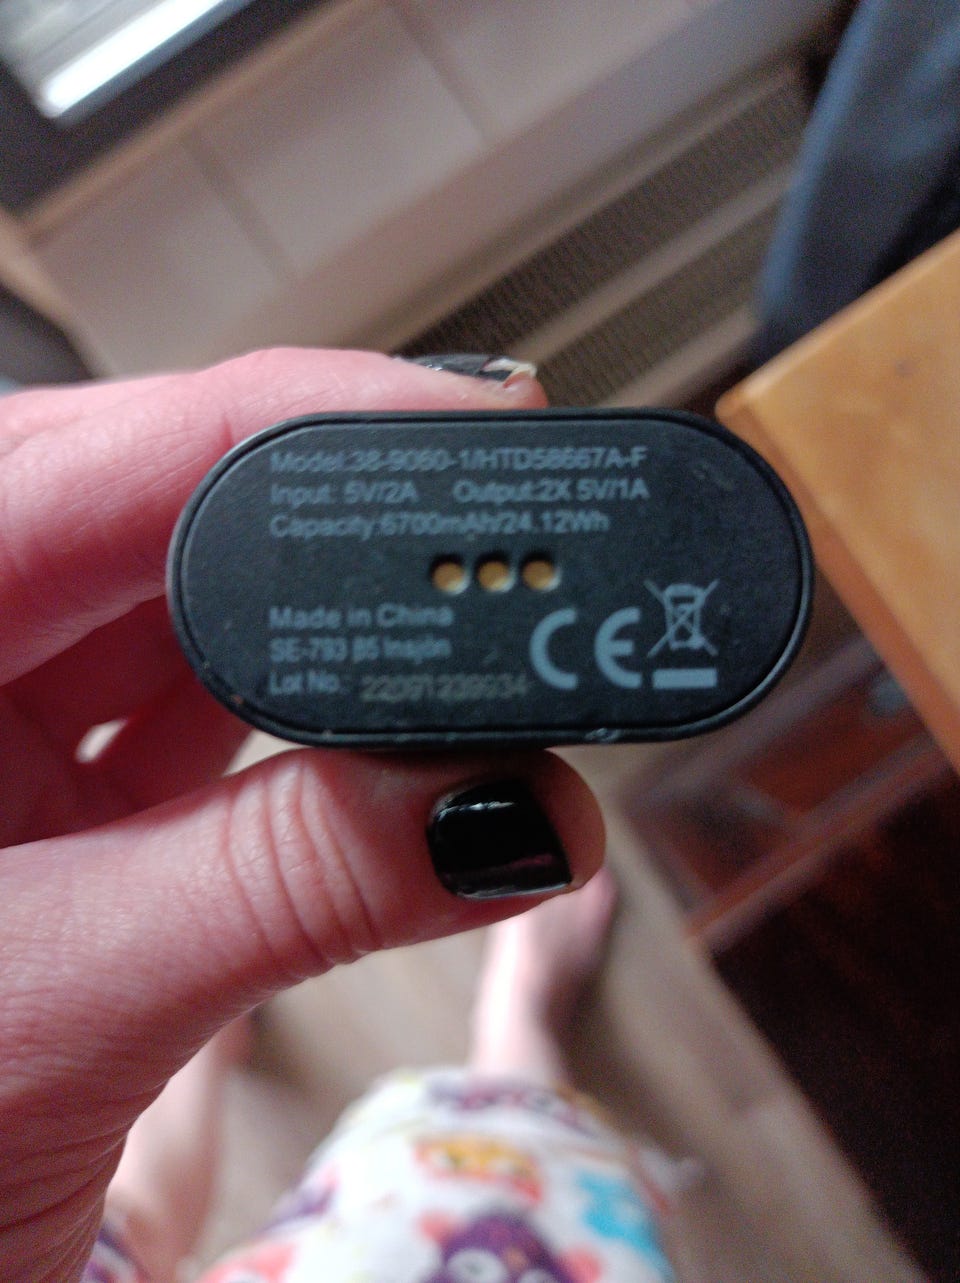 Model:38-9060-1/HTD58667A-F
Input: 5V/2A Output:2X 5V/1A
Capacity:6700mAh/24.12Wh
Made in China
SE-793 85 Insjön
Lot No.: 22091239934
CE